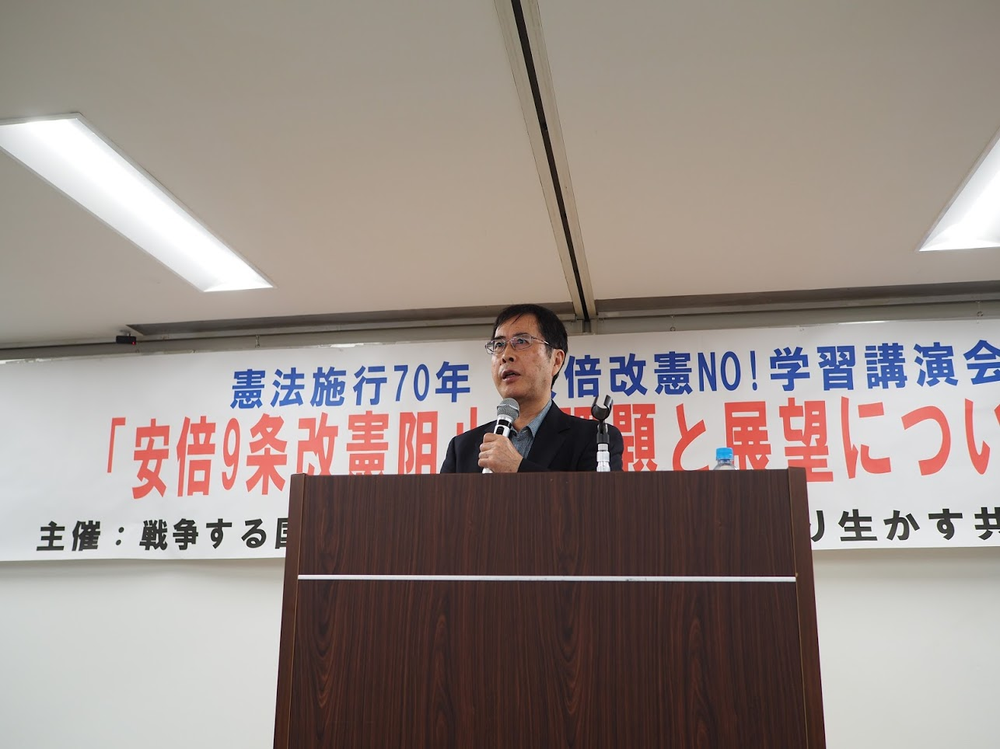 憲法施行70年 倍改憲NO!学習講演会
「安倍9条改憲阻 題と展望につい
主催：戦争する国 り生かす共